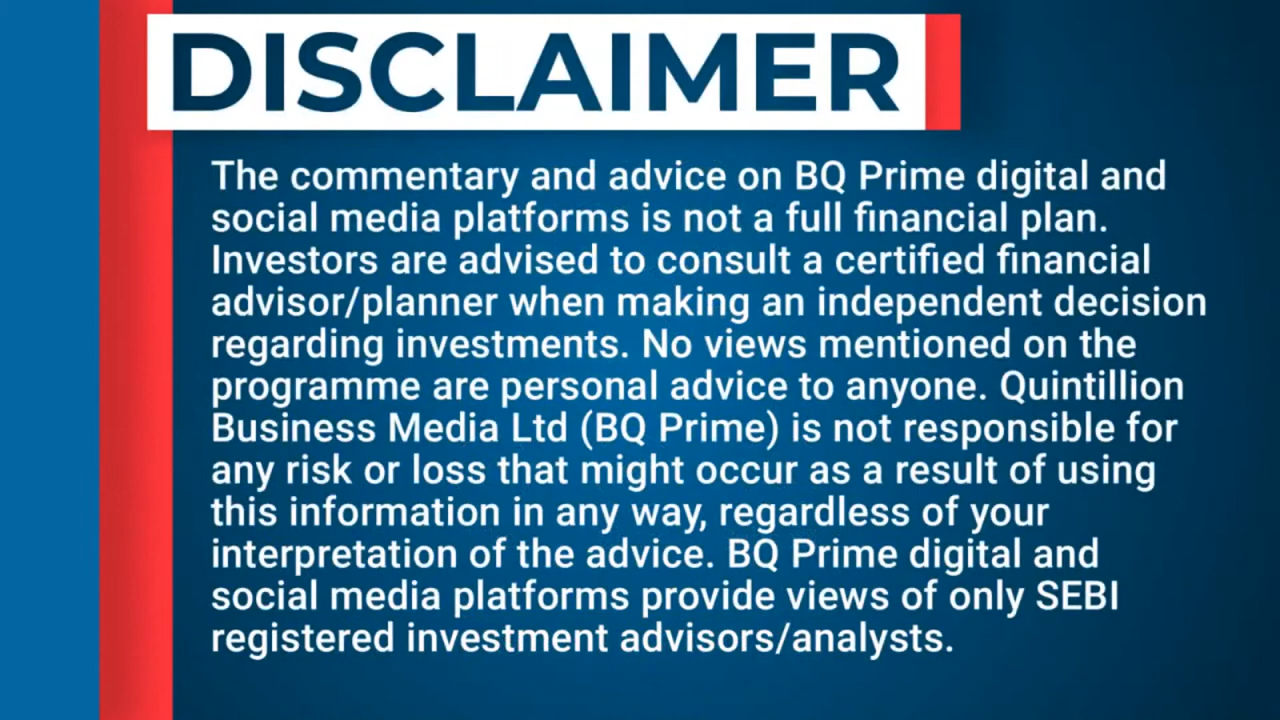 DISCLAIMER
The commentary and advice on BQ Prime digital and
social media platforms is not a full financial plan.
Investors are advised to consult a certified financial
advisor/planner when making an independent decision
regarding investments. No views mentioned on the
programme are personal advice to anyone. Quintillion
Business Media Ltd (BQ Prime) is not responsible for
any risk or loss that might occur as a result of using
this information in any way, regardless of your
interpretation of the advice. BQ Prime digital and
social media platforms provide views of only SEBI
registered investment advisors/analysts.